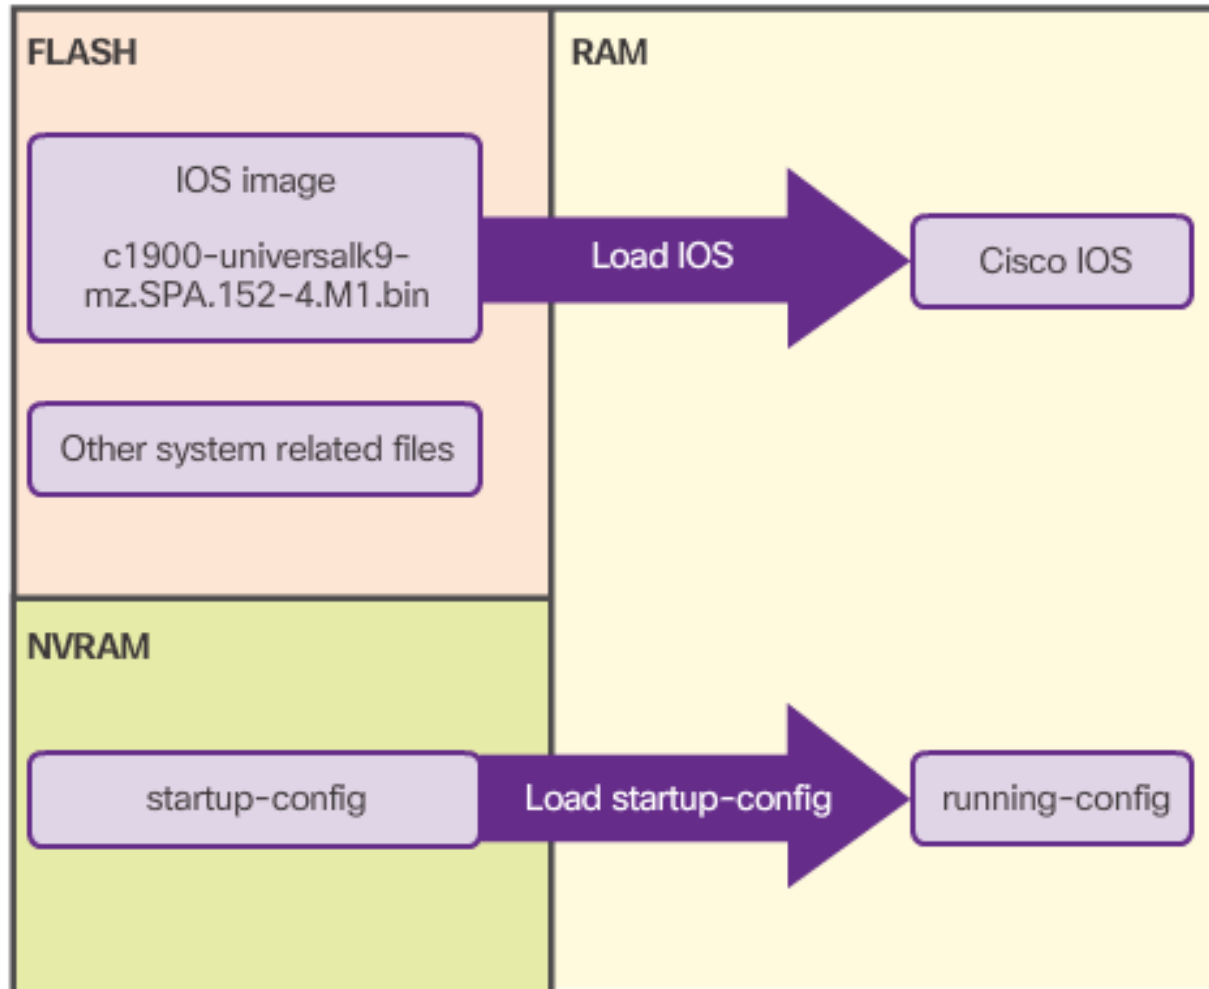 FLASH
RAM
IOS image
c1900-universalk9-
mz.SPA.152-4.M1.bin
Load IOS
Cisco IOS
Other system related files
NVRAM
startup-config
Load startup-config
running-config